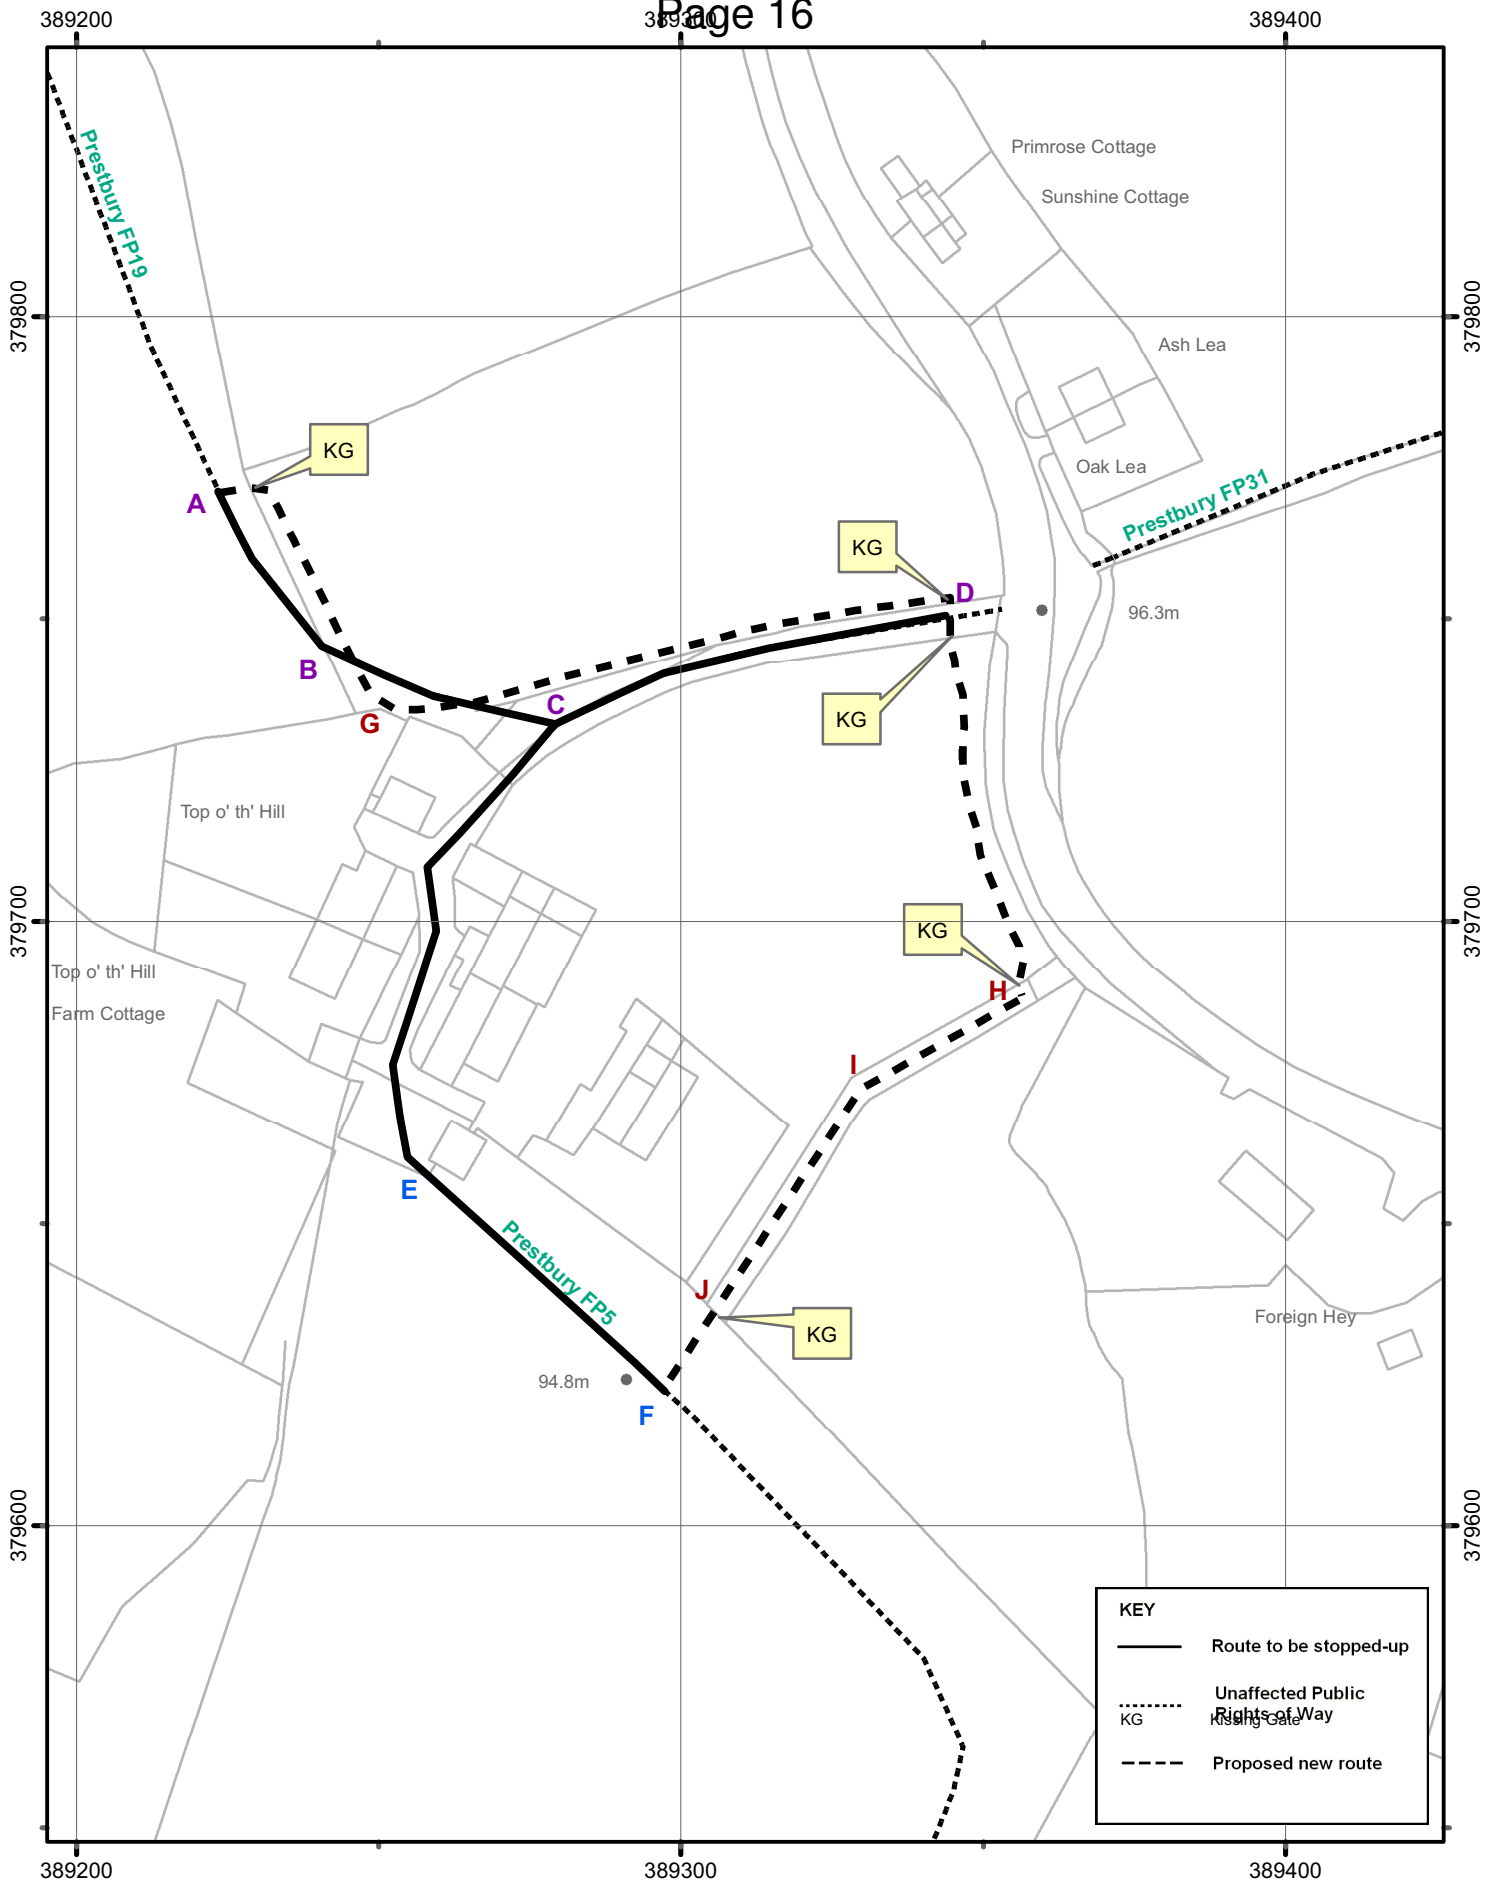 Page 16
389200
389300
389400
Prestbury FP19
Primrose Cottage
Sunshine Cottage
379800
379800
Ash Lea
KG
Oak Lea
A
Prestbury FP31
KG
D
96.3m
B
C
G
KG
Top o' th' Hill
379700
379700
KG
Top o' th' Hill
Farm Cottage
H
I
E
Prestbury FP5
J
KG
Foreign Hey
94.8m
F
379600
379600
KEY
Route to be stopped-up
Unaffected Public
Rights of Way
KG Kissing Gate
Proposed new route
389200
389300
389400